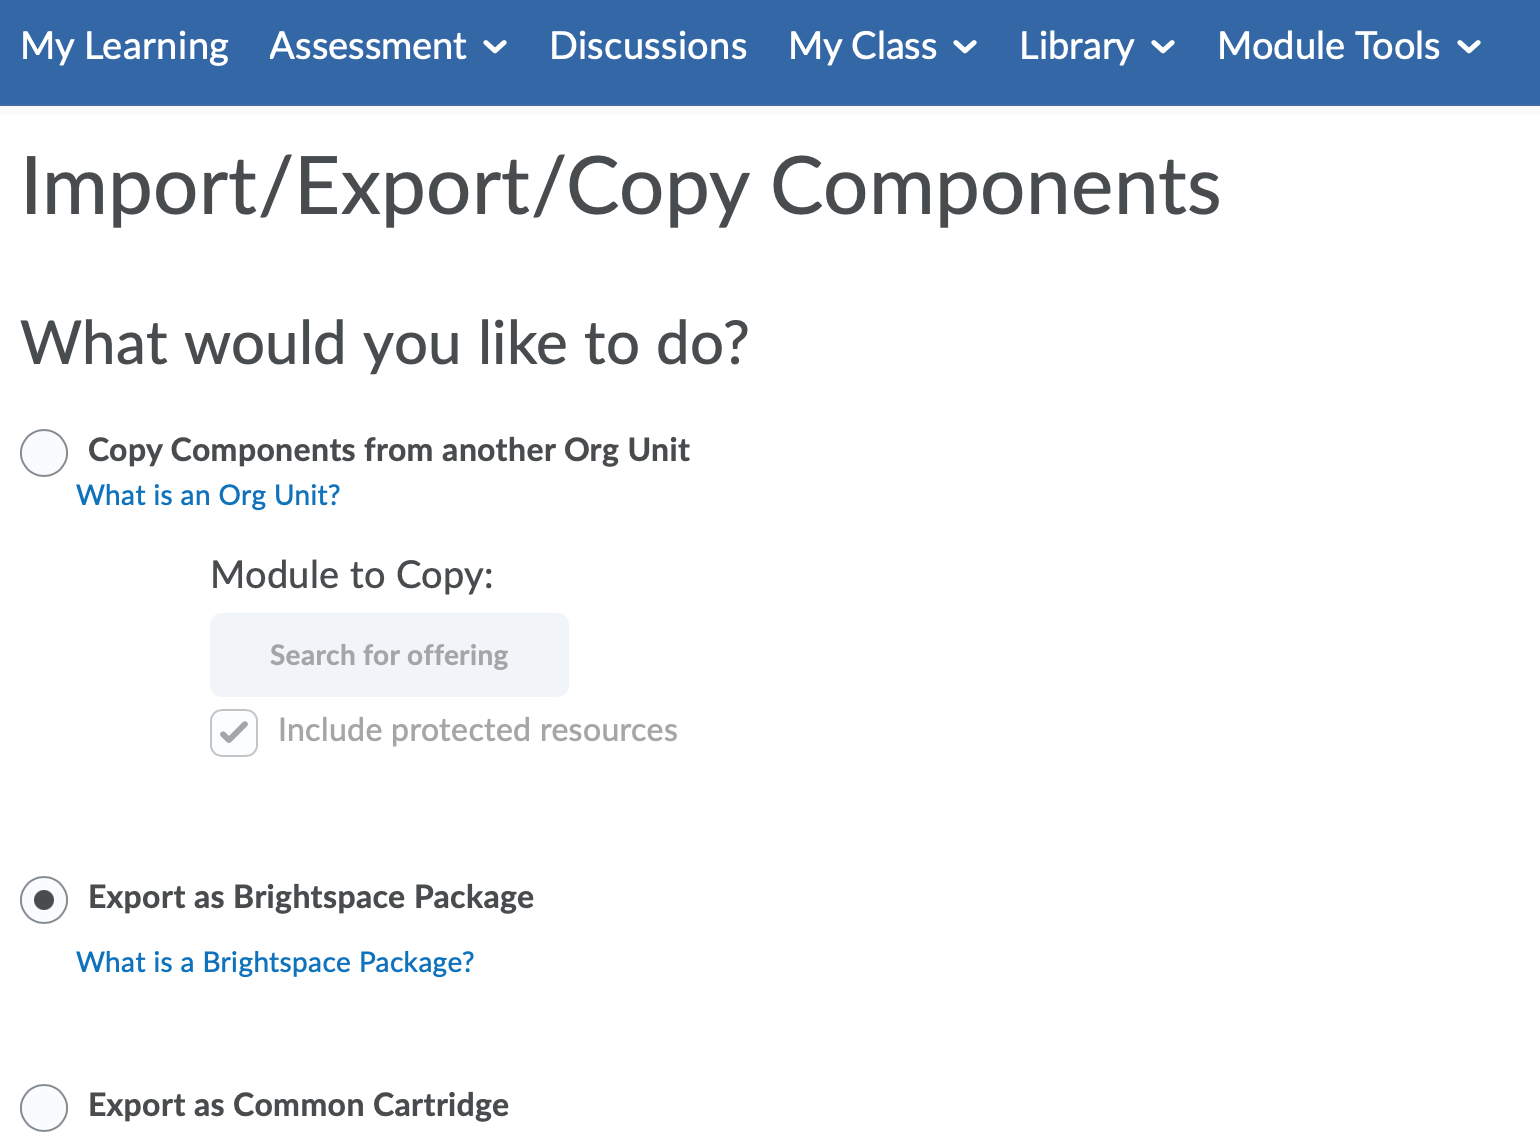 My Learning Assessment Discussions My Class Library Module Tools
Import/Export/Copy Components
What would you like to do?
Copy Components from another Org Unit
What is an Org Unit?
Module to Copy:
Search for offering
Include protected resources
Export as Brightspace Package
What is a Brightspace Package?
Export as Common Cartridge